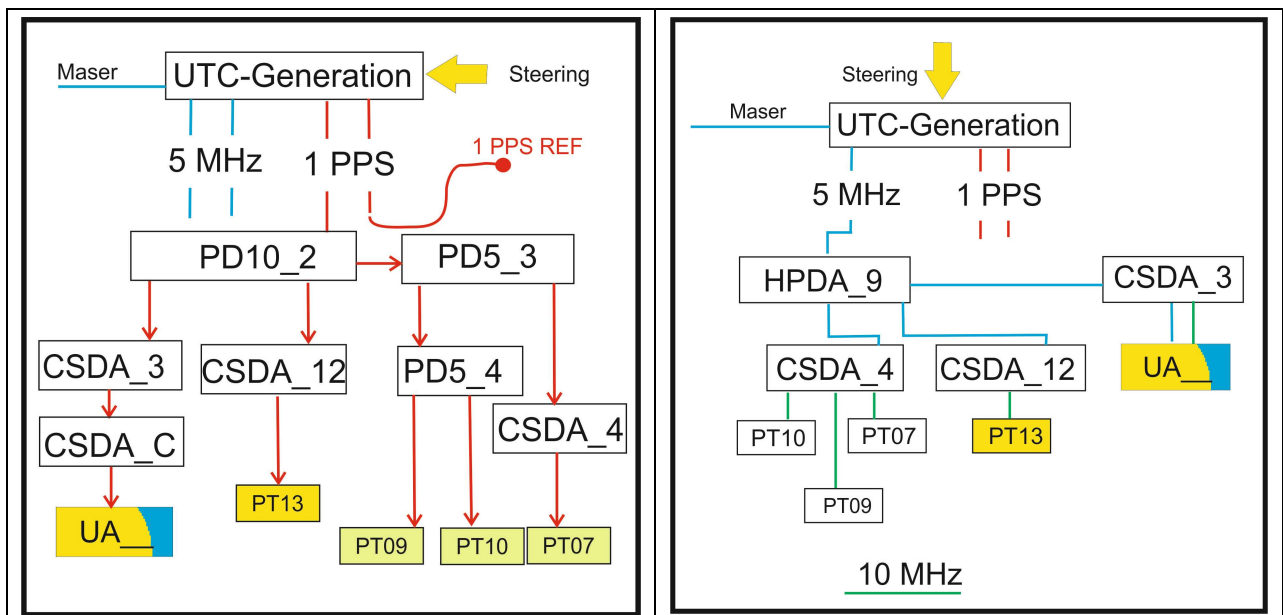 Maser
UTC-Generation
Steering
5 MHz
1 PPS
1 PPS REF
PD10_2
PD5_3
CSDA_3
CSDA_12
PD5_4
CSDA_C
CSDA_4
UA__
PT13
PT09
PT10
PT07
Steering
Maser
UTC-Generation
5 MHz
1 PPS
HPDA_9
CSDA_3
CSDA_4
CSDA_12
UA__
PT10
PT07
PT13
PT09
10 MHz